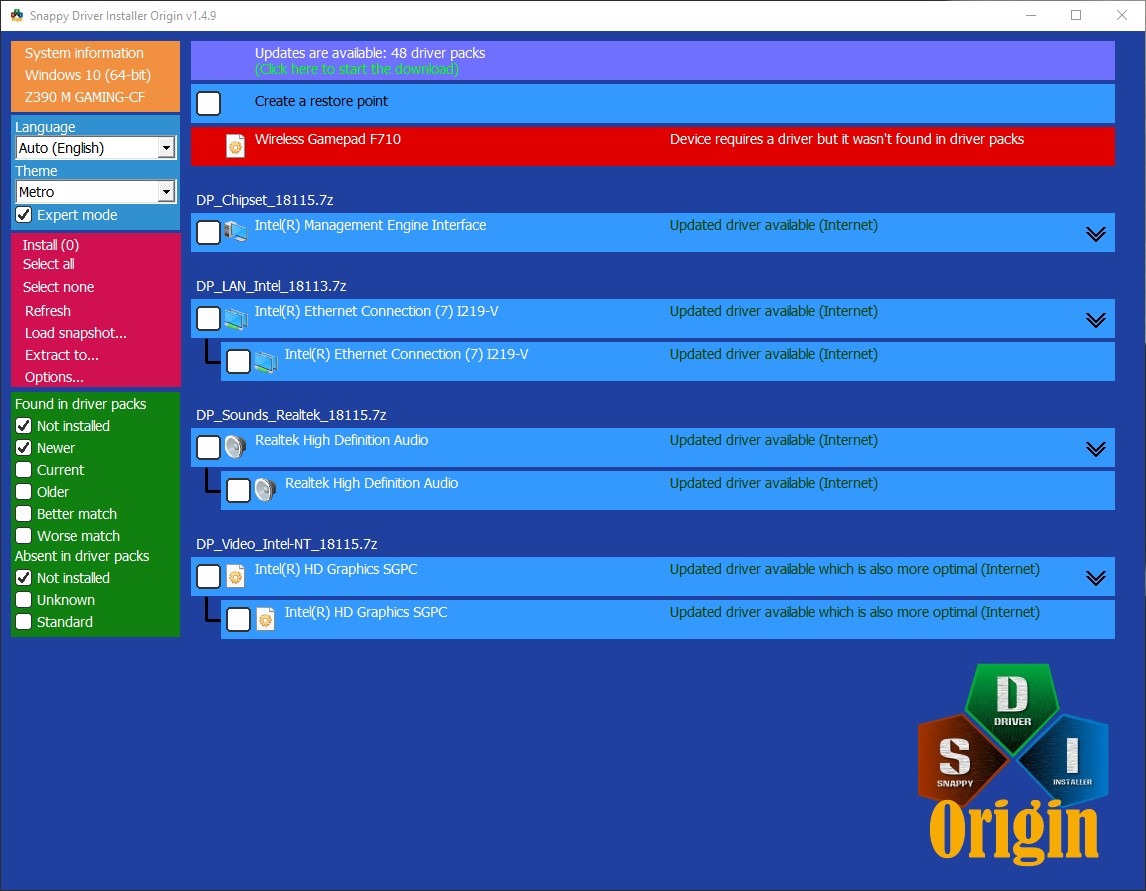 Snappy Driver Installer Origin v1.4.9
System information
Windows 10 (64-bit)
Z390 M GAMING-CF
Language
Auto (English)
Theme
Metro
Expert mode
Install (0)
Select all
Select none
Refresh
Load snapshot...
Extract to...
Options...
Found in driver packs
Not installed
Newer
Current
Older
Better match
Worse match
Absent in driver packs
Not installed
Unknown
Standard
Updates are available: 48 driver packs
(Click here to start the download)
Create a restore point
Wireless Gamepad F710 Device requires a driver but it wasn't found in driver packs
DP_Chipset_18115.7z
Intel(R) Management Engine Interface Updated driver available (Internet)
DP_LAN_Intel_18113.7z
Intel(R) Ethernet Connection (7) I219-V Updated driver available (Internet)
Intel(R) Ethernet Connection (7) I219-V Updated driver available (Internet)
DP_Sounds_Realtek_18115.7z
Realtek High Definition Audio Updated driver available (Internet)
Realtek High Definition Audio Updated driver available (Internet)
DP_Video_Intel-NT_18115.7z
Intel(R) HD Graphics SGPC Updated driver available which is also more optimal (Internet)
Intel(R) HD Graphics SGPC Updated driver available which is also more optimal (Internet)
D
DRIVER
S
SNAPPY
I
INSTALLER
Origin